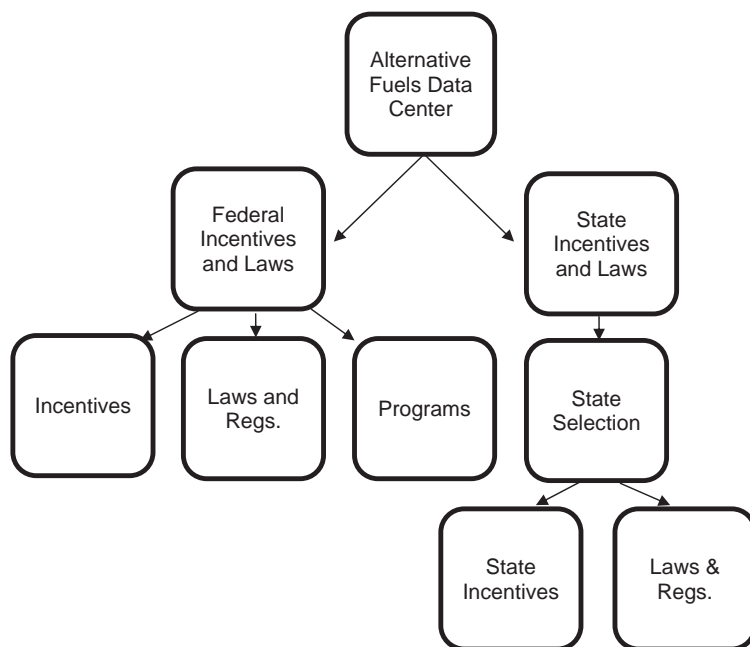 Alternative
Fuels Data
Center
Federal
Incentives
and Laws
State
Incentives
and Laws
Incentives
Laws and
Regs.
Programs
State
Selection
State
Incentives
Laws &
Regs.